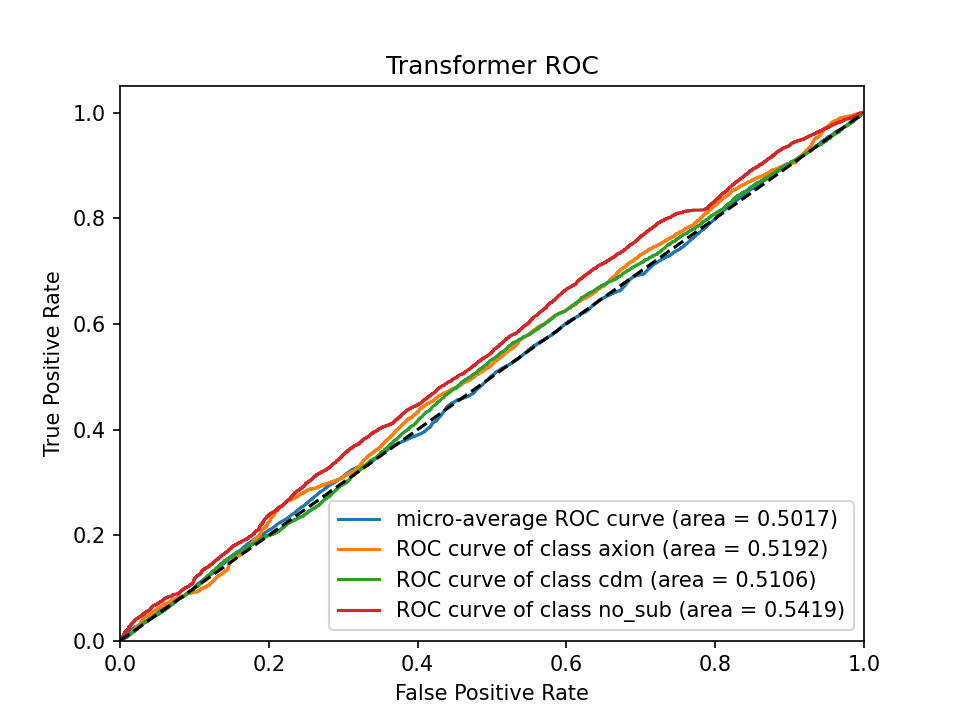 Transformer ROC
True Positive Rate
1.0
0.8
0.6
0.4
0.2
0.0
micro-average ROC curve (area = 0.5017)
ROC curve of class axion (area = 0.5192)
ROC curve of class cdm (area = 0.5106)
ROC curve of class no_sub (area = 0.5419)
0.0 0.2 0.4 0.6 0.8 1.0
False Positive Rate